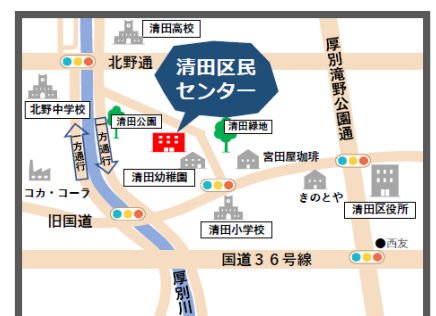 清田高校
北野通
清田区民
センター
厚別滝野公園通
北野中学校
清田公園
清田緑地
一方通行
一方通行
宮田屋珈琲
清田幼稚園
コカ・コーラ
きのとや
清田区役所
旧国道
清田小学校
●西友
国道３６号線
厚別川